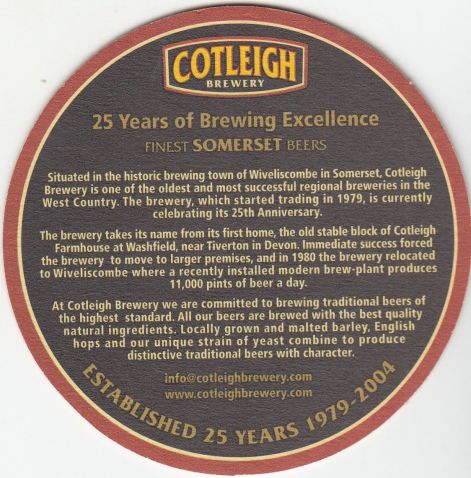 COTLEIGH
BREWERY
25 Years of Brewing Excellence
FINEST SOMERSET BEERS
Situated in the historic brewing town of Wiveliscombe in Somerset, Cotleigh
Brewery is one of the oldest and most successful regional breweries in the
West Country. The brewery, which started trading in 1979, is currently
celebrating its 25th Anniversary.
The brewery takes its name from its first home, the old stable block of Cotleigh
Farmhouse at Washfield, near Tiverton in Devon. Immediate success forced
the brewery to move to larger premises, and in 1980 the brewery relocated
to Wiveliscombe where a recently installed modern brew-plant produces
11,000 pints of beer a day.
At Cotleigh Brewery we are committed to brewing traditional beers of
the highest standard. All our beers are brewed with the best quality
natural ingredients. Locally grown and malted barley, English
hops and our unique strain of yeast combine to produce
distinctive traditional beers with character.
info@cotleighbrewery.com
www.cotleighbrewery.com
ESTABLISHED 25 YEARS 1979-2004